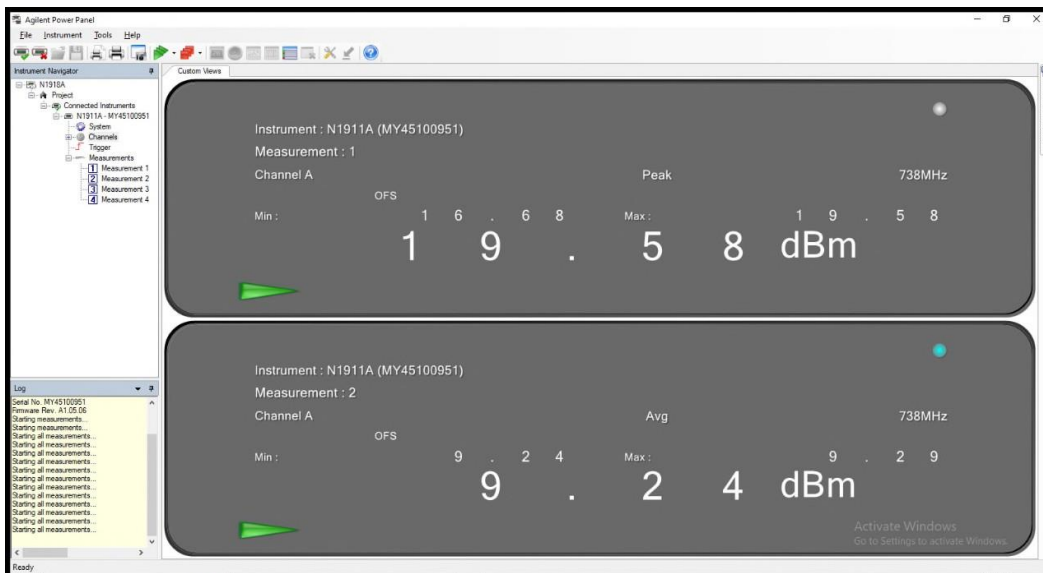 Agilent Power Panel
File Instrument Tools Help
Instrument Navigator
N1918A
Project
Connected Instruments
N1911A - MY45100951
System
Channels
Trigger
Measurements
1 Measurement 1
2 Measurement 2
3 Measurement 3
4 Measurement 4
Log
Serial No. MY45100951
Firmware Rev. A1.05.06
Starting measurements...
Starting measurements...
Starting all measurements...
Starting all measurements...
Starting all measurements...
Starting all measurements...
Starting all measurements...
Starting all measurements...
Starting all measurements...
Starting all measurements...
Starting all measurements...
Starting all measurements...
Starting all measurements...
Starting all measurements...
Custom Views
Instrument : N1911A (MY45100951)
Measurement : 1
Channel A Peak 738MHz
OFS
Min : 16.68 Max : 19.58
19.58 dBm
Instrument : N1911A (MY45100951)
Measurement : 2
Channel A Avg 738MHz
OFS
Min : 9.24 Max : 9.29
9.24 dBm
Activate Windows
Go to Settings to activate Windows.
Ready